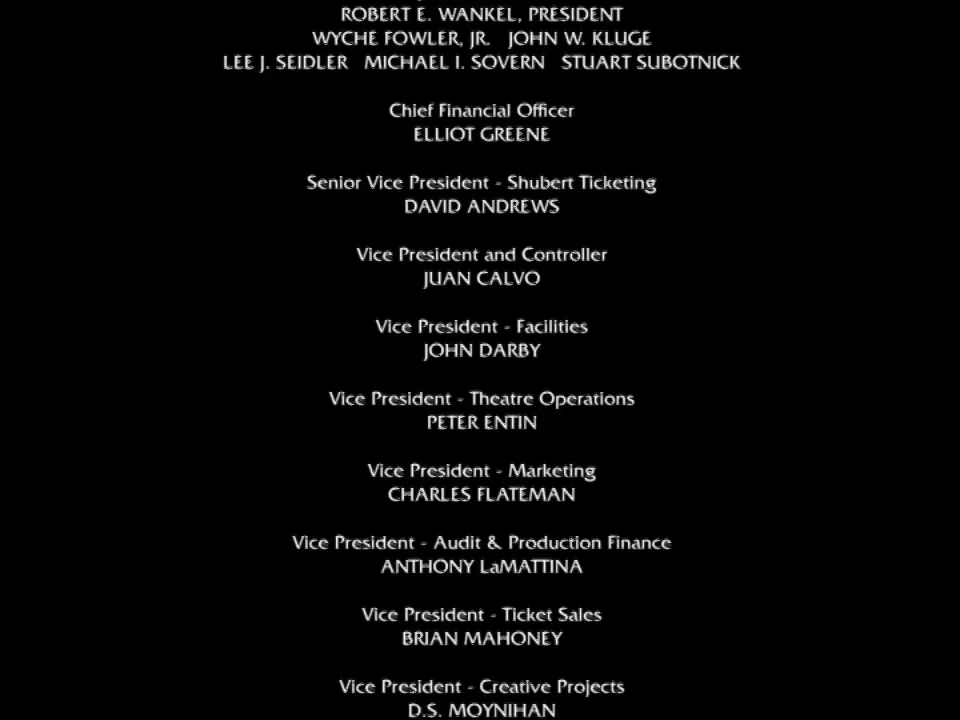 ROBERT E. WANKEL, PRESIDENT
WYCHE FOWLER, JR. JOHN W. KLUGE
LEE J. SEIDLER MICHAEL I. SOVERN STUART SUBOTNICK
Chief Financial Officer
ELLIOT GREENE
Senior Vice President - Shubert Ticketing
DAVID ANDREWS
Vice President and Controller
JUAN CALVO
Vice President - Facilities
JOHN DARBY
Vice President - Theatre Operations
PETER ENTIN
Vice President - Marketing
CHARLES FLATEMAN
Vice President - Audit & Production Finance
ANTHONY LaMATTINA
Vice President - Ticket Sales
BRIAN MAHONEY
Vice President - Creative Projects
D.S. MOYNIHAN